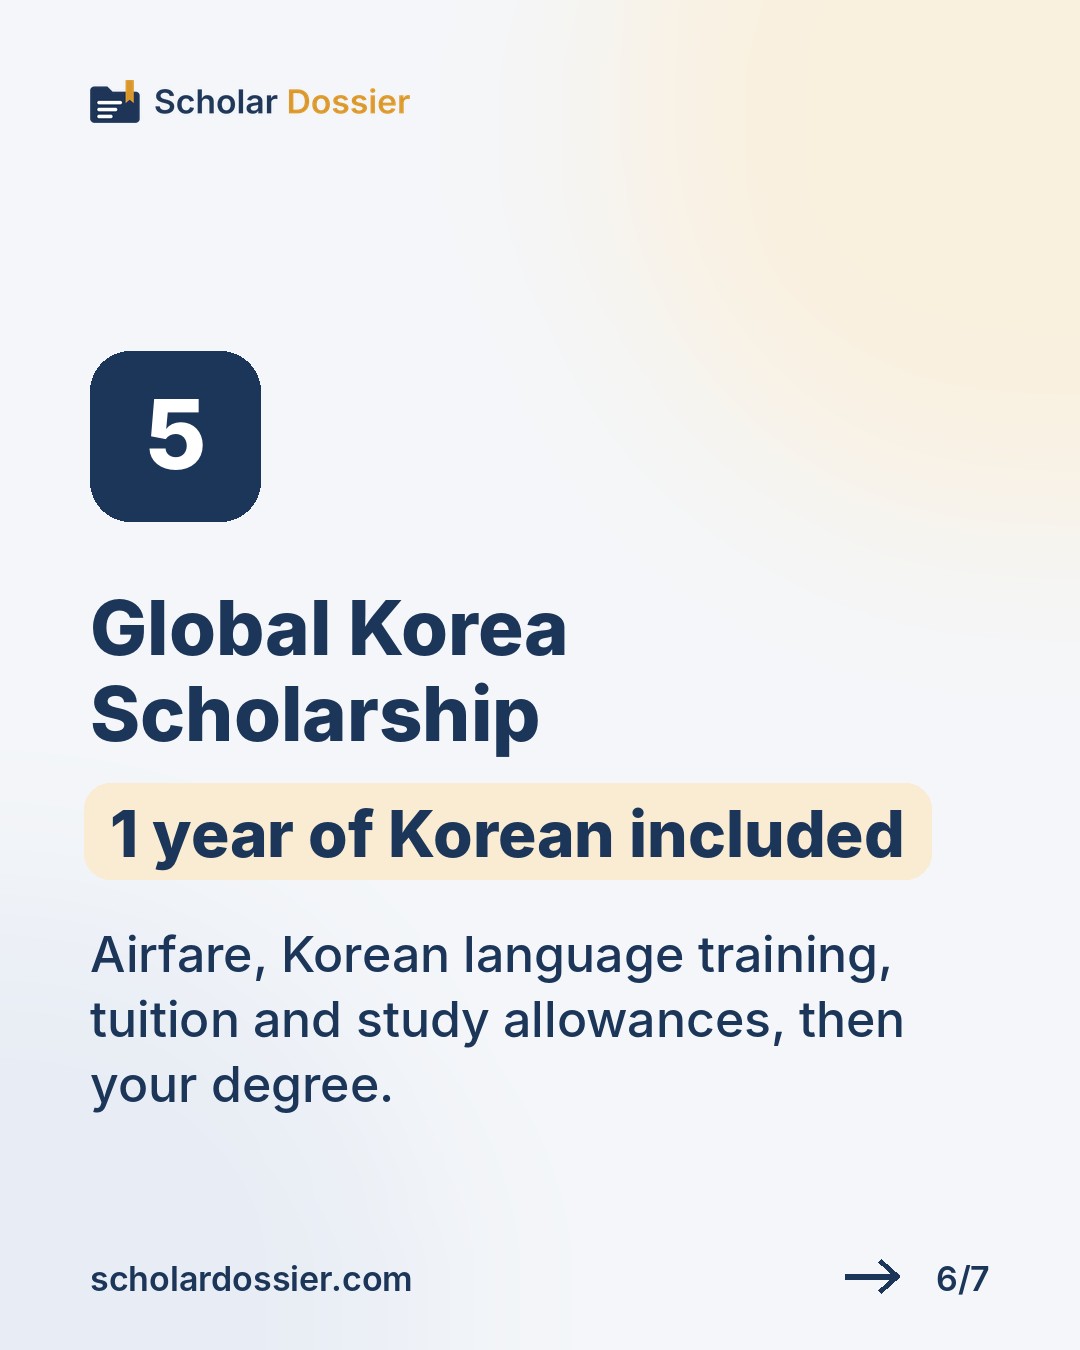 Scholar Dossier
5
Global Korea
Scholarship
1 year of Korean included
Airfare, Korean language training,
tuition and study allowances, then
your degree.
scholardossier.com
→ 6/7